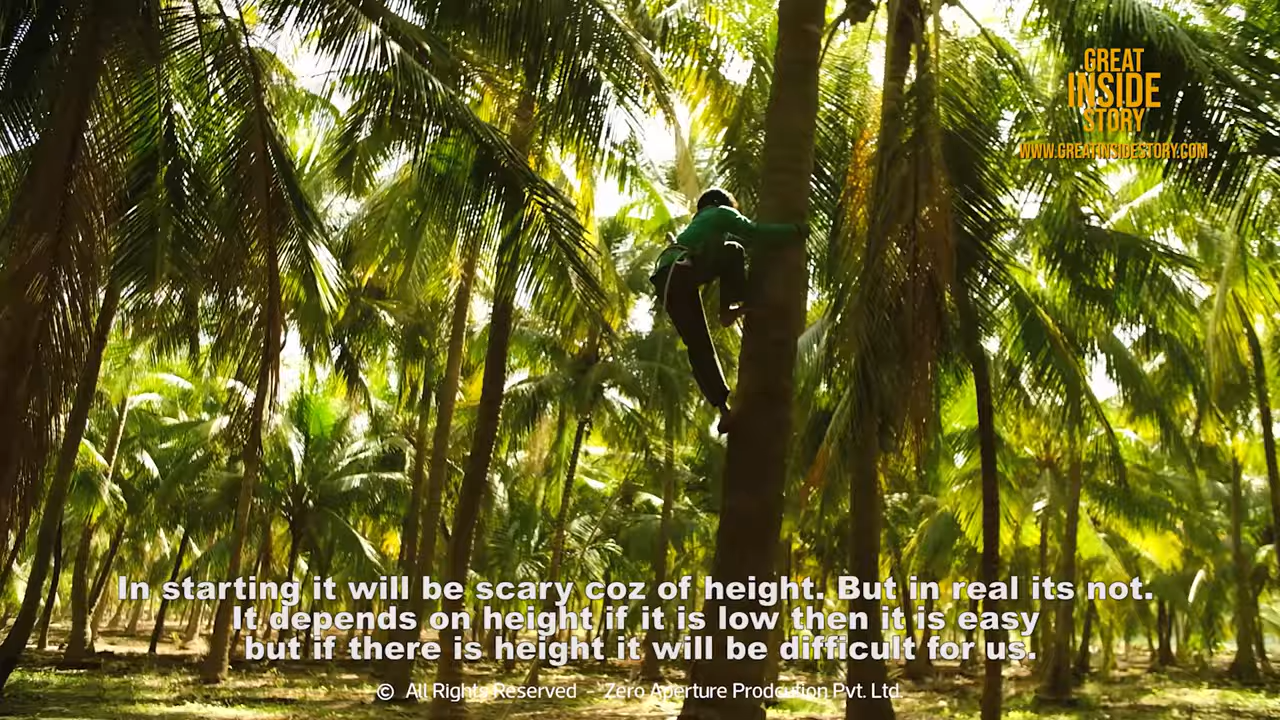 GREAT
INSIDE
STORY
WWW.GREATINSIDESTORY.COM
In starting it will be scary coz of height. But in real its not.
It depends on height if it is low then it is easy
but if there is height it will be difficult for us.
© All Rights Reserved - Zero Aperture Prodcution Pvt. Ltd.